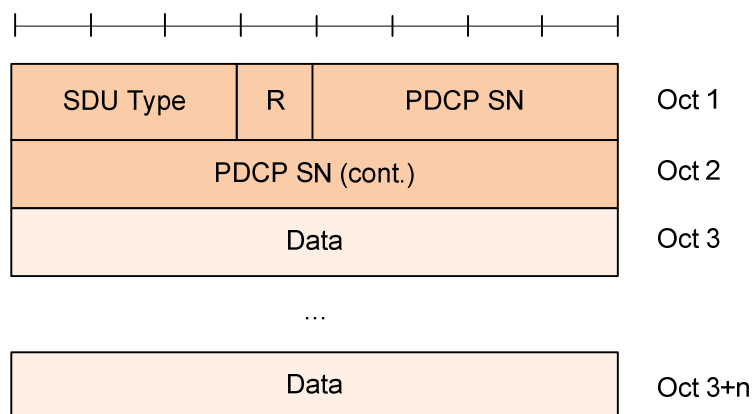 SDU Type R PDCP SN Oct 1
PDCP SN (cont.) Oct 2
Data Oct 3
...
Data Oct 3+n